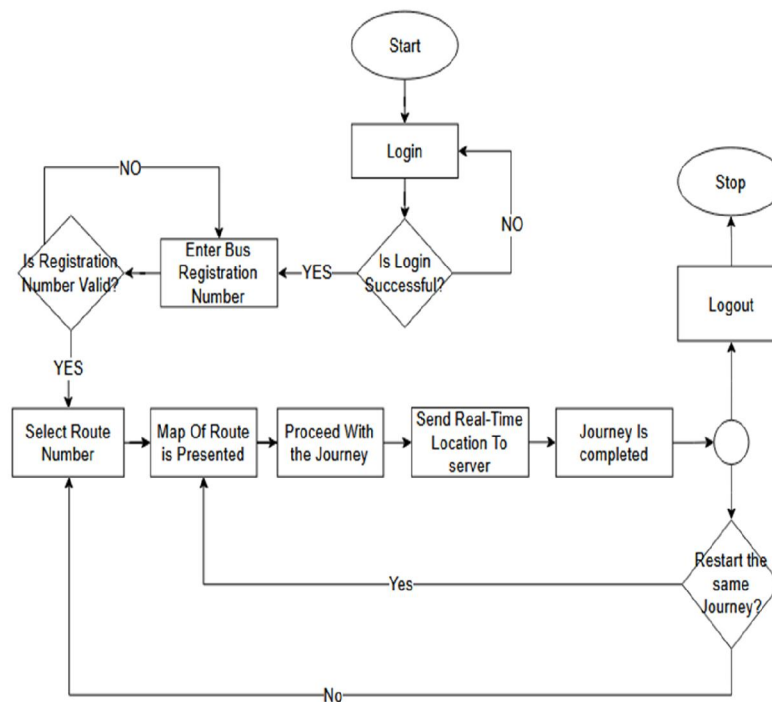 Start
Login
NO
Stop
NO
Is Registration
Number Valid?
Enter Bus
Registration
Number
YES
Is Login
Successful?
Logout
YES
Select Route
Number
Map Of Route
is Presented
Proceed With
the Journey
Send Real-Time
Location To
server
Journey Is
completed
Restart the
same
Journey?
Yes
No